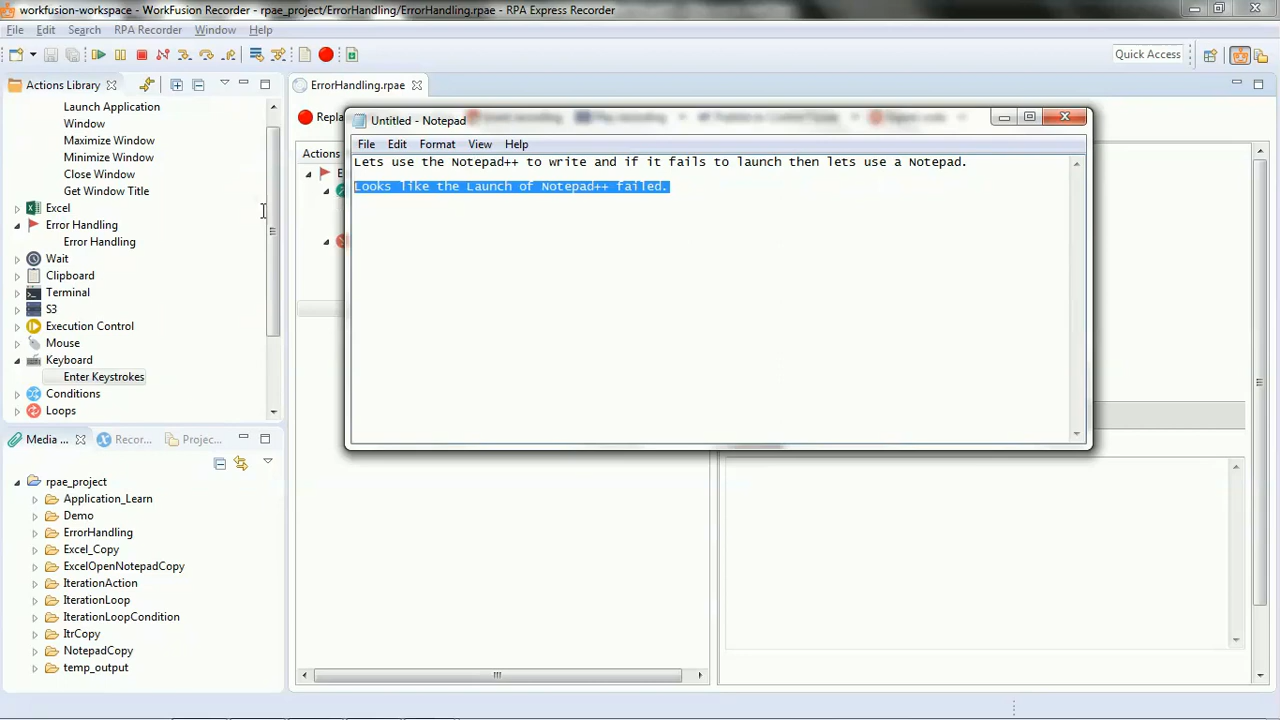 workfusion-workspace - WorkFusion Recorder - rpae_project/ErrorHandling/ErrorHandling.rpae - RPA Express Recorder
File Edit Search RPA Recorder Window Help
Quick Access
Actions Library
Launch Application
Window
Maximize Window
Minimize Window
Close Window
Get Window Title
Excel
Error Handling
Error Handling
Wait
Clipboard
Terminal
S3
Execution Control
Mouse
Keyboard
Enter Keystrokes
Conditions
Loops
Media ...
Recor...
Projec...
rpae_project
Application_Learn
Demo
ErrorHandling
Excel_Copy
ExcelOpenNotepadCopy
IterationAction
IterationLoop
IterationLoopCondition
ItrCopy
NotepadCopy
temp_output
ErrorHandling.rpae
Repla
Actions
E
Untitled - Notepad
File Edit Format View Help
Lets use the Notepad++ to write and if it fails to launch then lets use a Notepad.
Looks like the Launch of Notepad++ failed.